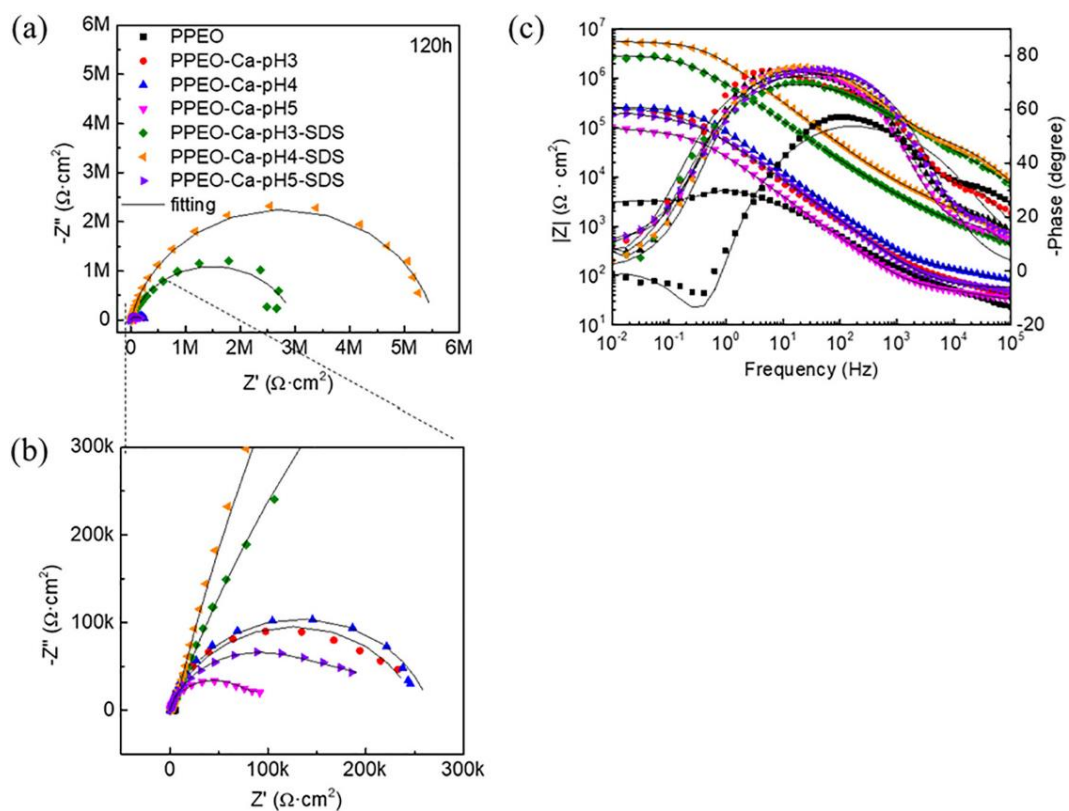 (a)
6M
5M
4M
3M
2M
1M
0
-Z" (Ω·cm²)
PPEO
PPEO-Ca-pH3
PPEO-Ca-pH4
PPEO-Ca-pH5
PPEO-Ca-pH3-SDS
PPEO-Ca-pH4-SDS
PPEO-Ca-pH5-SDS
fitting
120h
0 1M 2M 3M 4M 5M 6M
Z' (Ω·cm²)
(c)
10⁷
10⁶
10⁵
10⁴
10³
10²
10¹
|Z| (Ω · cm²)
80
60
40
20
0
-20
-Phase (degree)
10⁻² 10⁻¹ 10⁰ 10¹ 10² 10³ 10⁴ 10⁵
Frequency (Hz)
(b)
300k
200k
100k
0
-Z" (Ω·cm²)
0 100k 200k 300k
Z' (Ω·cm²)